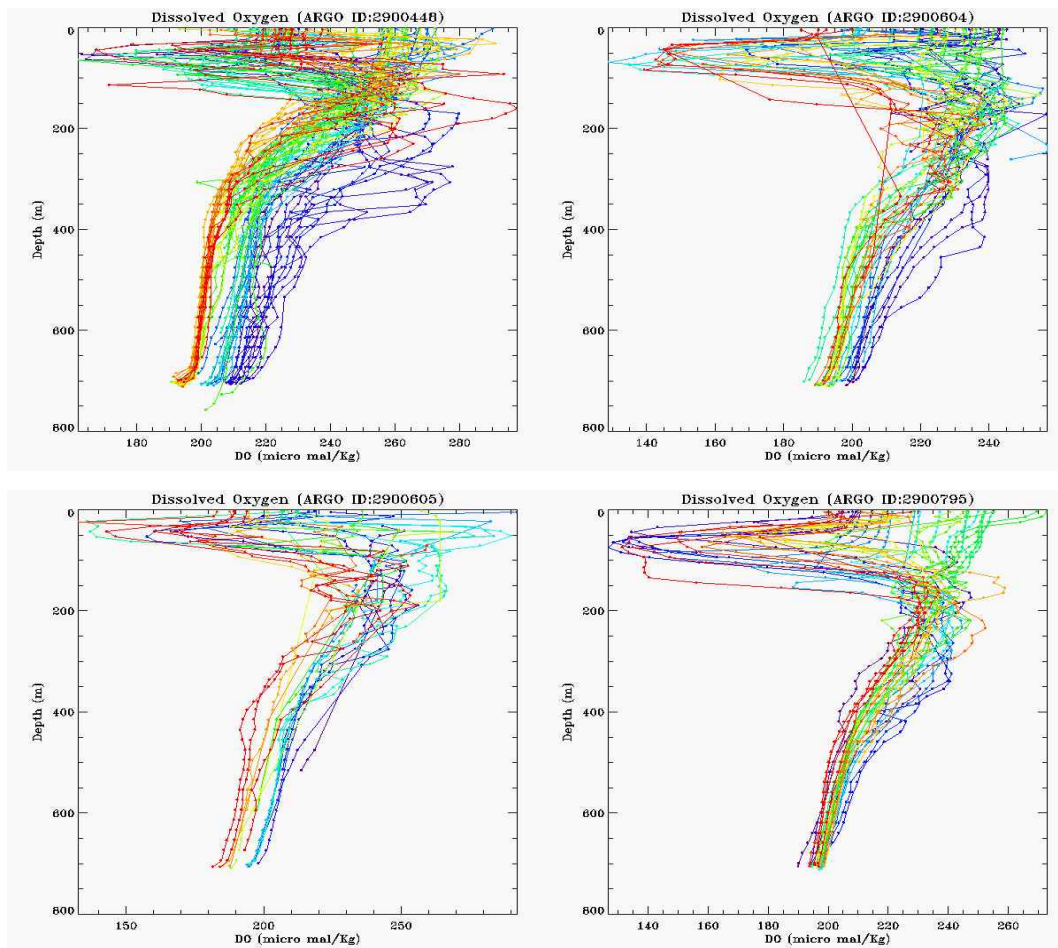 Dissolved Oxygen (ARGO ID:2900448)
0
200
400
600
800
Depth (m)
180 200 220 240 260 280
DO (micro mal/Kg)
Dissolved Oxygen (ARGO ID:2900604)
0
200
400
600
800
Depth (m)
140 160 180 200 220 240
DO (micro mal/Kg)
Dissolved Oxygen (ARGO ID:2900605)
0
200
400
600
800
Depth (m)
150 200 250
DO (micro mal/Kg)
Dissolved Oxygen (ARGO ID:2900795)
0
200
400
600
800
Depth (m)
140 160 180 200 220 240 260
DO (micro mal/Kg)